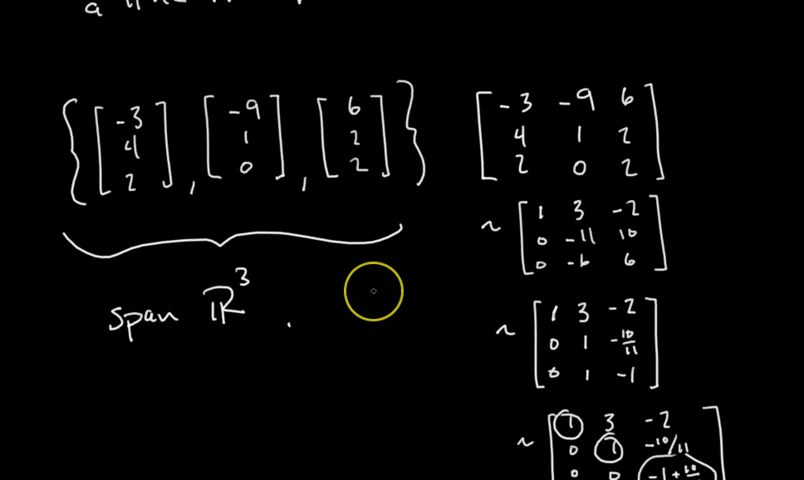 a
{ [ -3 4 2 ] , [ -9 1 0 ] , [ 6 2 2 ] }
span ℝ³ .
[ -3 -9 6
4 1 2
2 0 2 ]
~ [ 1 3 -2
0 -11 10
0 -6 6 ]
~ [ 1 3 -2
0 1 -10/11
0 1 -1 ]
~ [ 1 3 -2
0 1 -10/11
0 0 -1 + 10